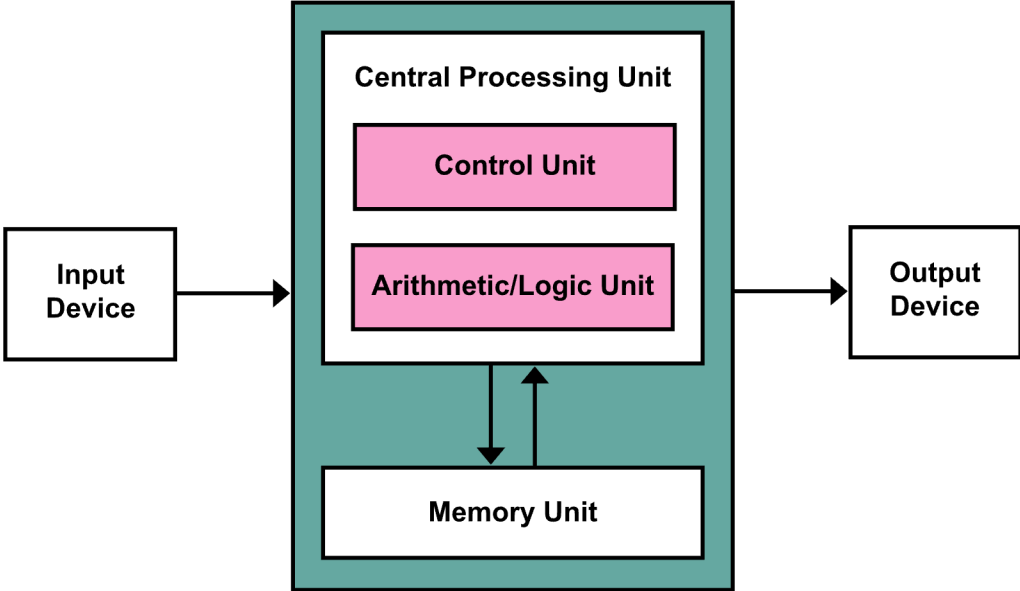 Central Processing Unit
Control Unit
Arithmetic/Logic Unit
Input
Device
Output
Device
Memory Unit